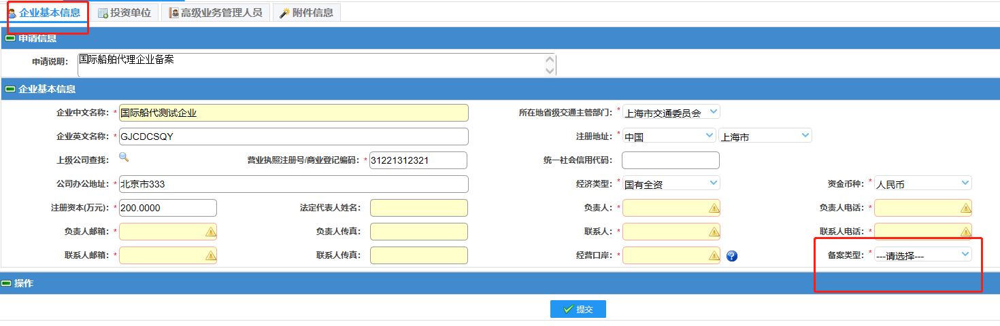 企业基本信息 投资单位 高级业务管理人员 附件信息
申请信息
申请说明： 国际船舶代理企业备案
企业基本信息
企业中文名称： * 国际船代测试企业 所在地省级交通主管部门： * 上海市交通委员会
企业英文名称： * GJCDCSQY 注册地址： * 中国 上海市
上级公司查找： 营业执照注册号/商业登记编码： * 31221312321 统一社会信用代码：
公司办公地址： * 北京市333 经济类型： * 国有全资 资金币种： * 人民币
注册资本(万元)： * 200.0000 法定代表人姓名： 负责人： * 负责人电话： *
负责人邮箱： * 负责人传真： 联系人： * 联系人电话： *
联系人邮箱： * 联系人传真： 经营口岸： * ? 备案类型： * ---请选择---
操作
提交